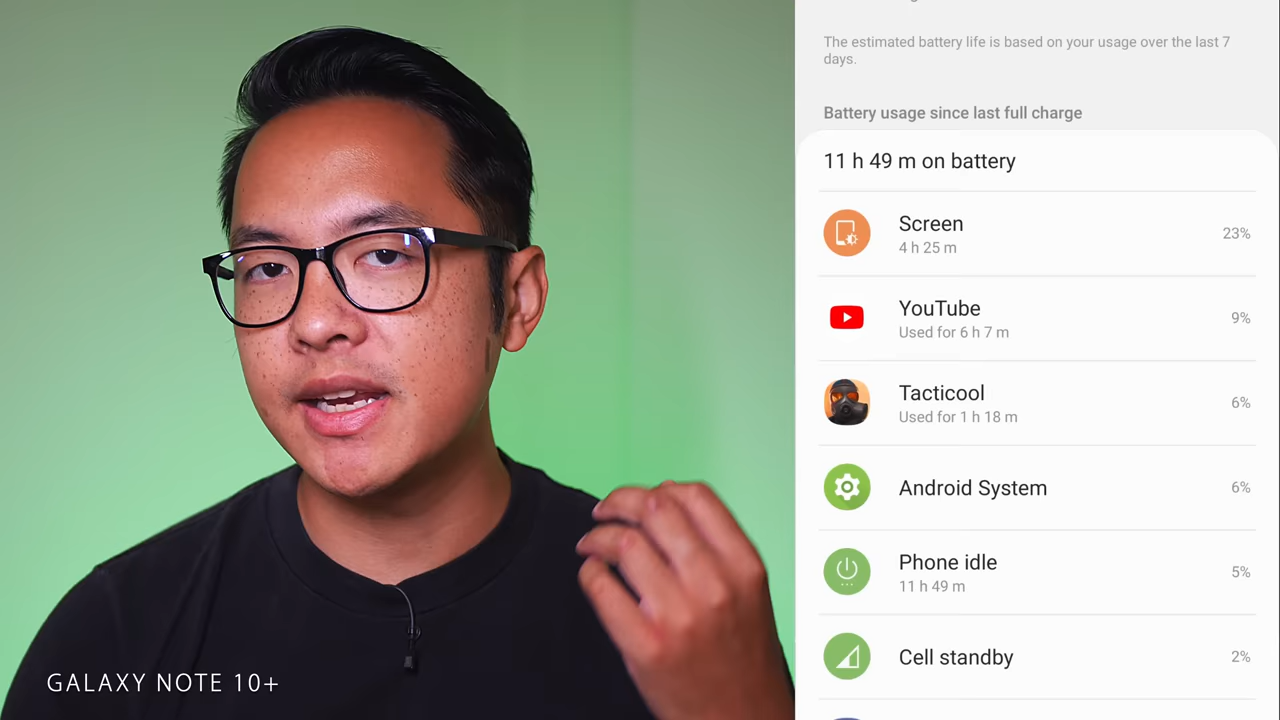 The estimated battery life is based on your usage over the last 7
days.
Battery usage since last full charge
11 h 49 m on battery
Screen
4 h 25 m
23%
YouTube
Used for 6 h 7 m
9%
Tacticool
Used for 1 h 18 m
6%
Android System
6%
Phone idle
11 h 49 m
5%
Cell standby
2%
GALAXY NOTE 10+